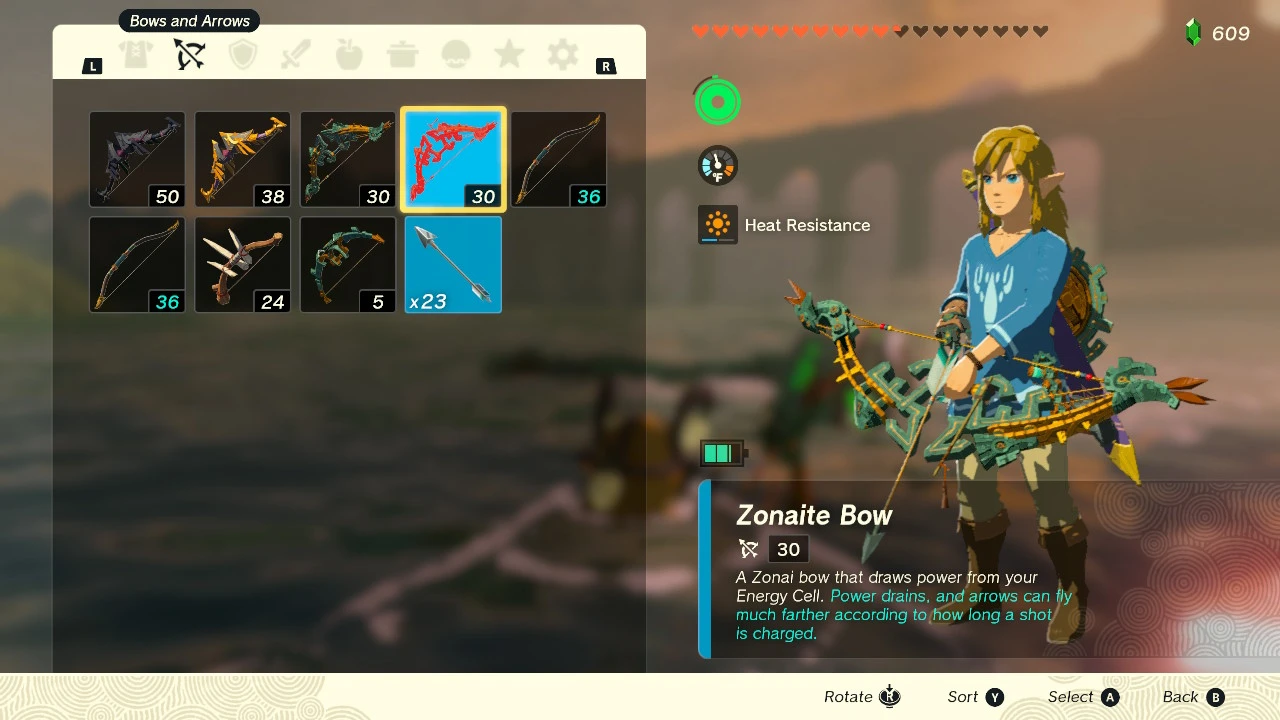 Bows and Arrows
L
R
609
50
38
30
30
36
°F
Heat Resistance
36
24
5
x23
Zonaite Bow
30
A Zonai bow that draws power from your
Energy Cell. Power drains, and arrows can fly
much farther according to how long a shot
is charged.
Rotate R
Sort Y
Select A
Back B